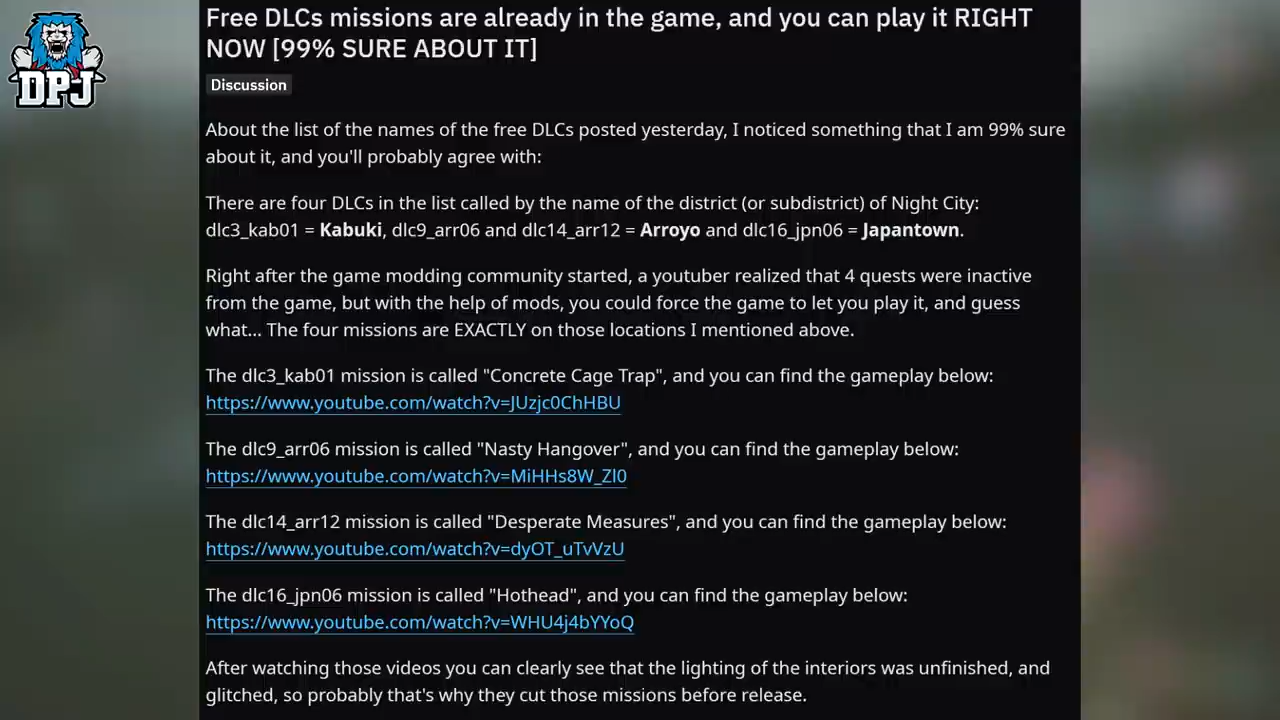 DPJ
Free DLCs missions are already in the game, and you can play it RIGHT
NOW [99% SURE ABOUT IT]
Discussion
About the list of the names of the free DLCs posted yesterday, I noticed something that I am 99% sure
about it, and you'll probably agree with:
There are four DLCs in the list called by the name of the district (or subdistrict) of Night City:
dlc3_kab01 = Kabuki, dlc9_arr06 and dlc14_arr12 = Arroyo and dlc16_jpn06 = Japantown.
Right after the game modding community started, a youtuber realized that 4 quests were inactive
from the game, but with the help of mods, you could force the game to let you play it, and guess
what... The four missions are EXACTLY on those locations I mentioned above.
The dlc3_kab01 mission is called "Concrete Cage Trap", and you can find the gameplay below:
https://www.youtube.com/watch?v=JUzjc0ChHBU
The dlc9_arr06 mission is called "Nasty Hangover", and you can find the gameplay below:
https://www.youtube.com/watch?v=MiHHs8W_Zl0
The dlc14_arr12 mission is called "Desperate Measures", and you can find the gameplay below:
https://www.youtube.com/watch?v=dyOT_uTvVzU
The dlc16_jpn06 mission is called "Hothead", and you can find the gameplay below:
https://www.youtube.com/watch?v=WHU4j4bYYoQ
After watching those videos you can clearly see that the lighting of the interiors was unfinished, and
glitched, so probably that's why they cut those missions before release.